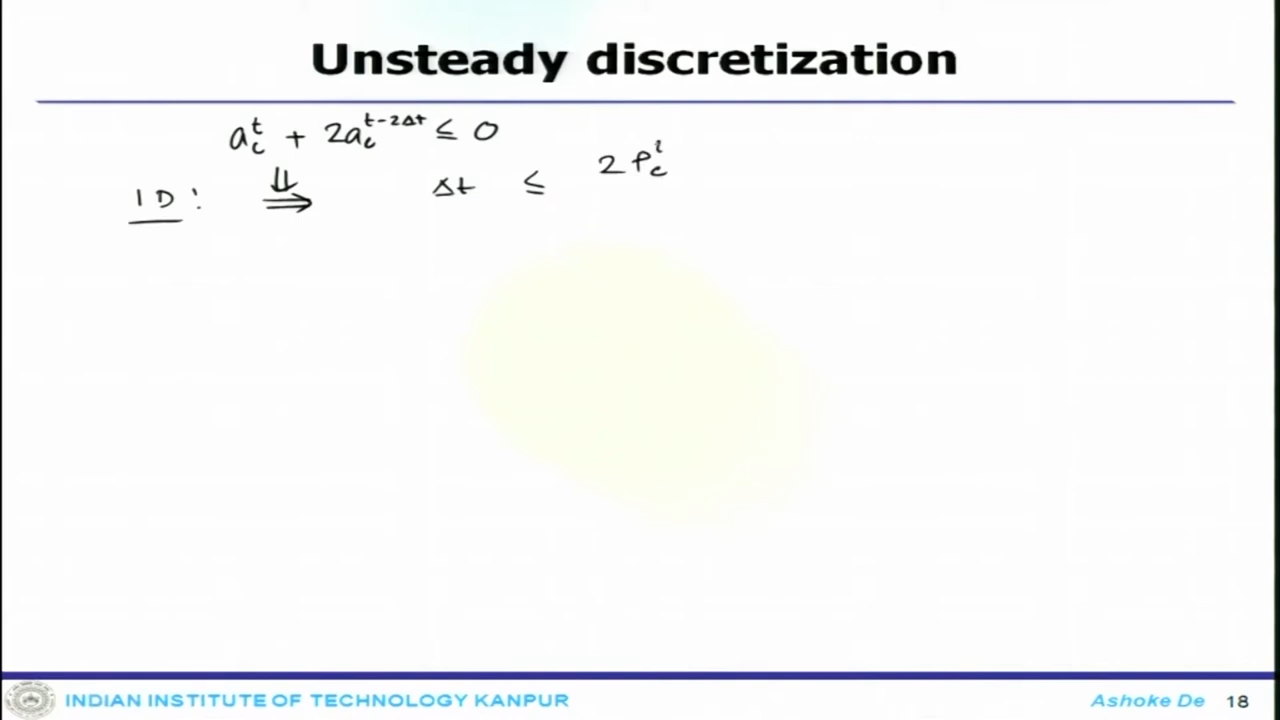 Unsteady discretization
a_c^t + 2a_c^{t-2Δt} ≤ 0
⇓
1D: ⇒ Δt ≤ 2ρ_c^i
INDIAN INSTITUTE OF TECHNOLOGY KANPUR
Ashoke De 18